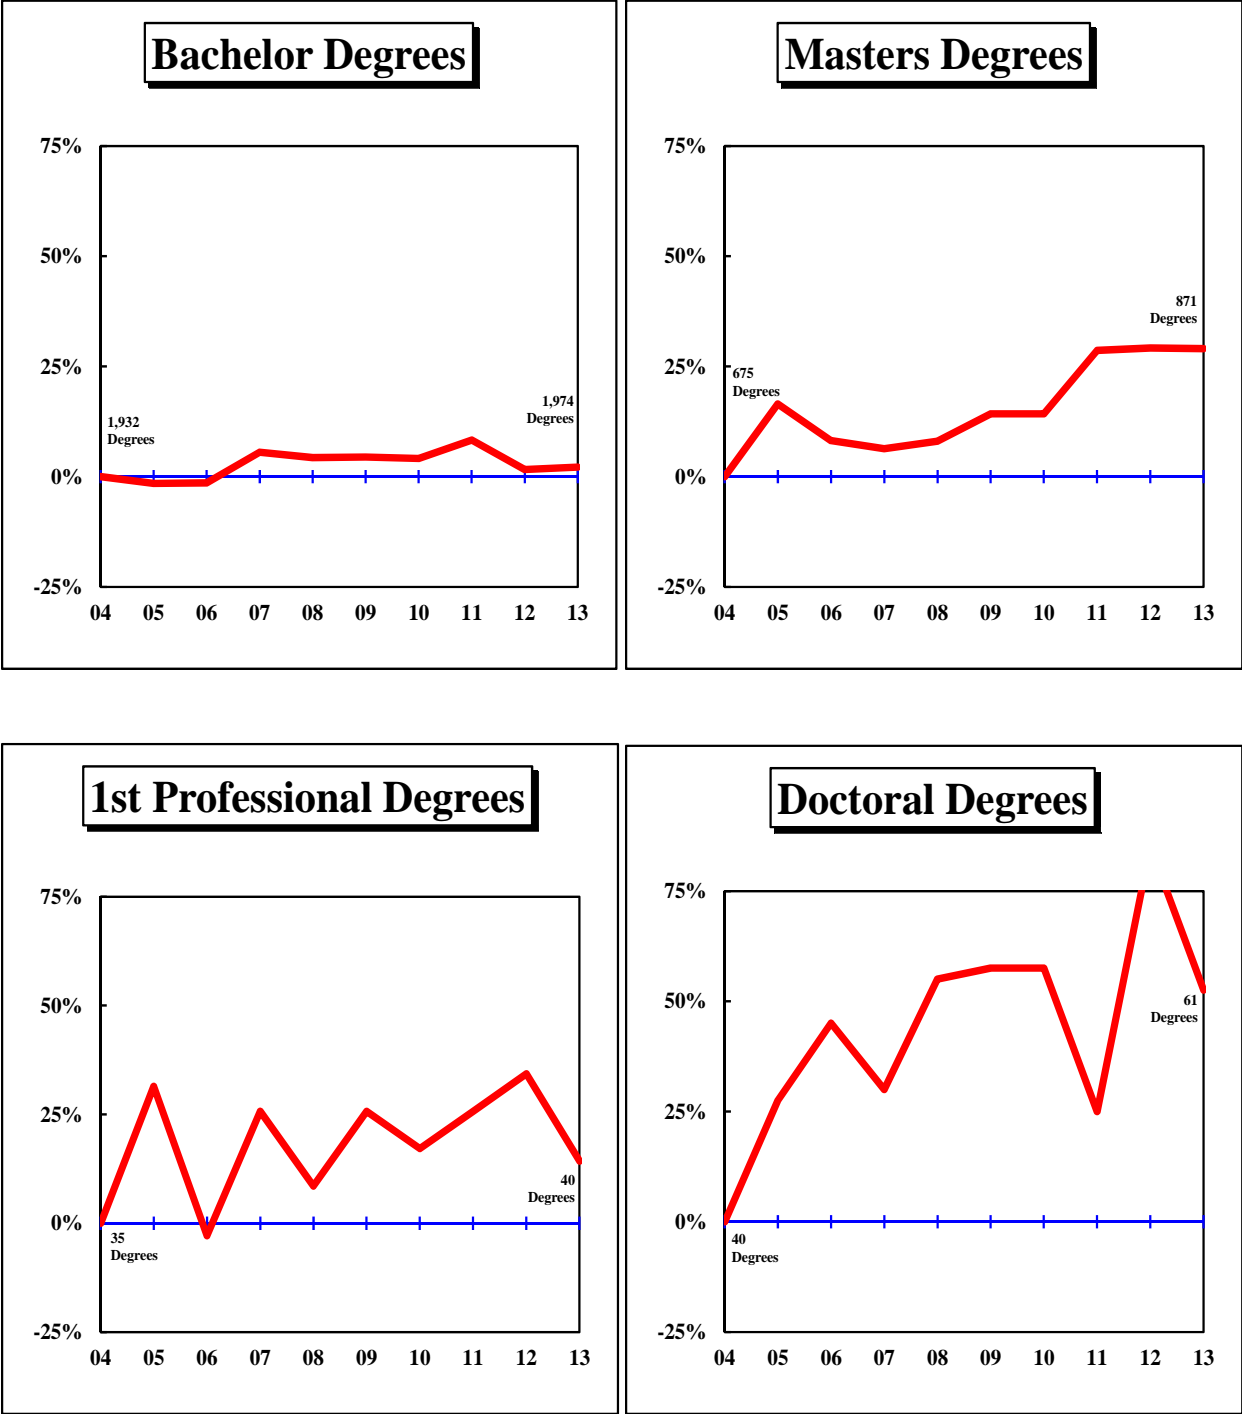 Bachelor Degrees
75%
50%
25%
0%
-25%
1,932
Degrees
1,974
Degrees
04 05 06 07 08 09 10 11 12 13
Masters Degrees
75%
50%
25%
0%
-25%
675
Degrees
871
Degrees
04 05 06 07 08 09 10 11 12 13
1st Professional Degrees
75%
50%
25%
0%
-25%
35
Degrees
40
Degrees
04 05 06 07 08 09 10 11 12 13
Doctoral Degrees
75%
50%
25%
0%
-25%
40
Degrees
61
Degrees
04 05 06 07 08 09 10 11 12 13